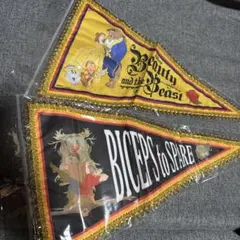 Beauty
and the
Beast
BICEPS to SPARE